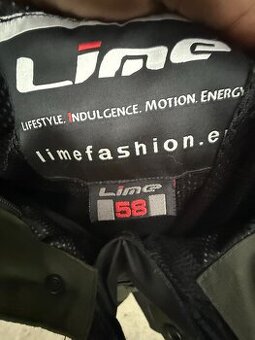 Lime
LIFESTYLE. INDULGENCE. MOTION. ENERGY
limefashion.e
Lime
58